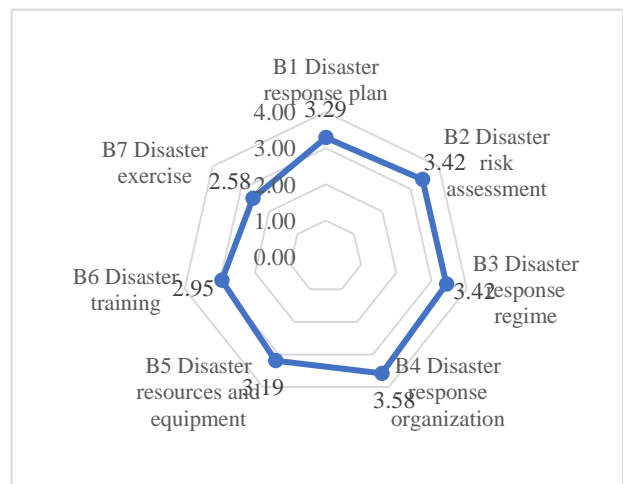 B1 Disaster
response plan
4.00
3.29
3.00
2.00
1.00
0.00
B2 Disaster
3.42 risk
assessment
B3 Disaster
3.42 response
regime
B4 Disaster
response
3.58 organization
B5 Disaster
resources and
3.19
equipment
B6 Disaster
training
2.95
B7 Disaster
exercise
2.58